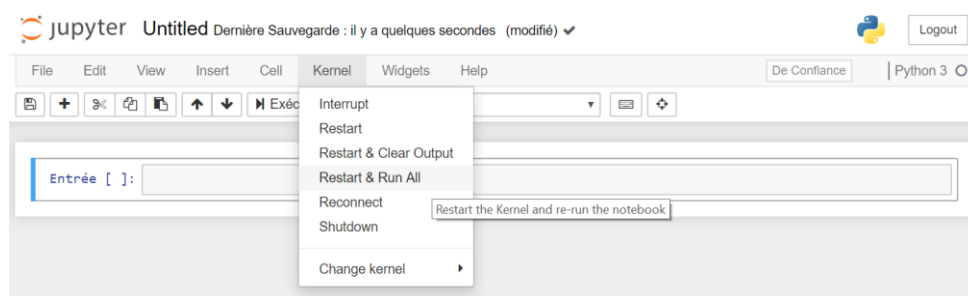 jupyter Untitled Dernière Sauvegarde : il y a quelques secondes (modifié) Logout
File Edit View Insert Cell Kernel Widgets Help De Confiance Python 3
Exéc
Interrupt
Restart
Restart & Clear Output
Restart & Run All
Reconnect
Shutdown
Change kernel
Entrée [ ]:
Restart the Kernel and re-run the notebook